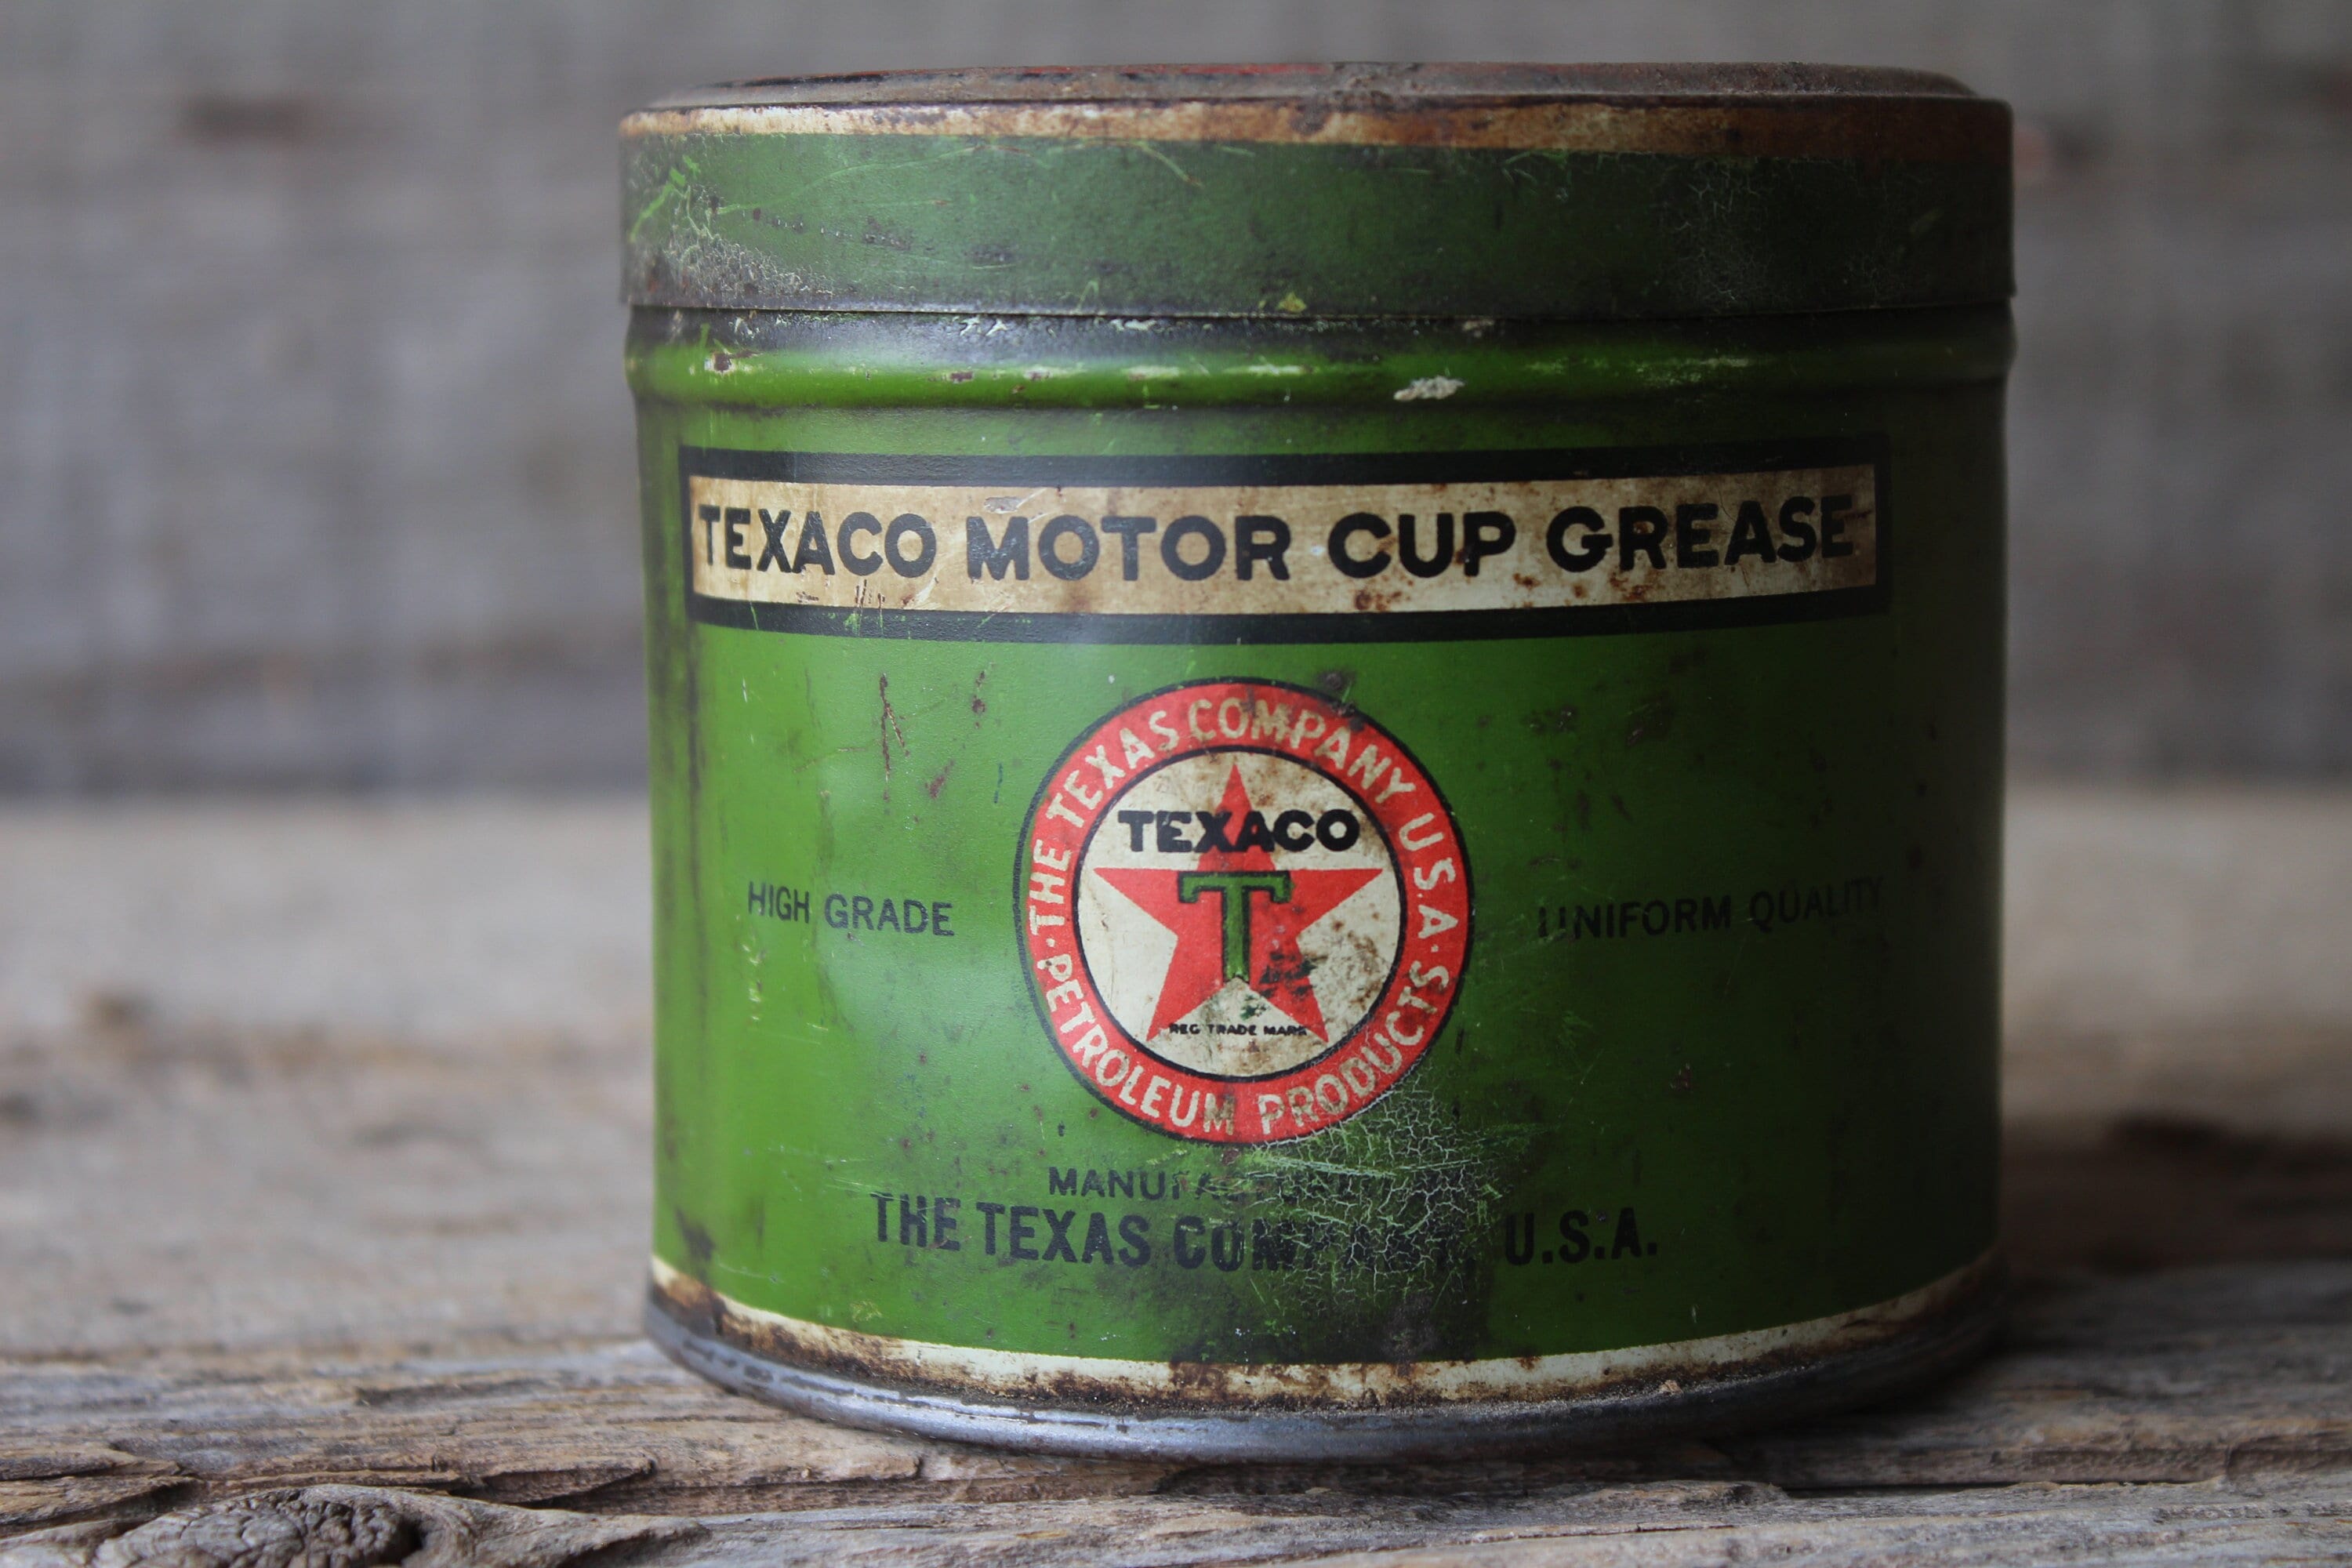 TEXACO MOTOR CUP GREASE
THE TEXAS COMPANY U.S.A.
TEXACO
T
REG TRADE MARK
PETROLEUM PRODUCTS
HIGH GRADE
UNIFORM QUALITY
THE TEXAS COMPANY, U.S.A.